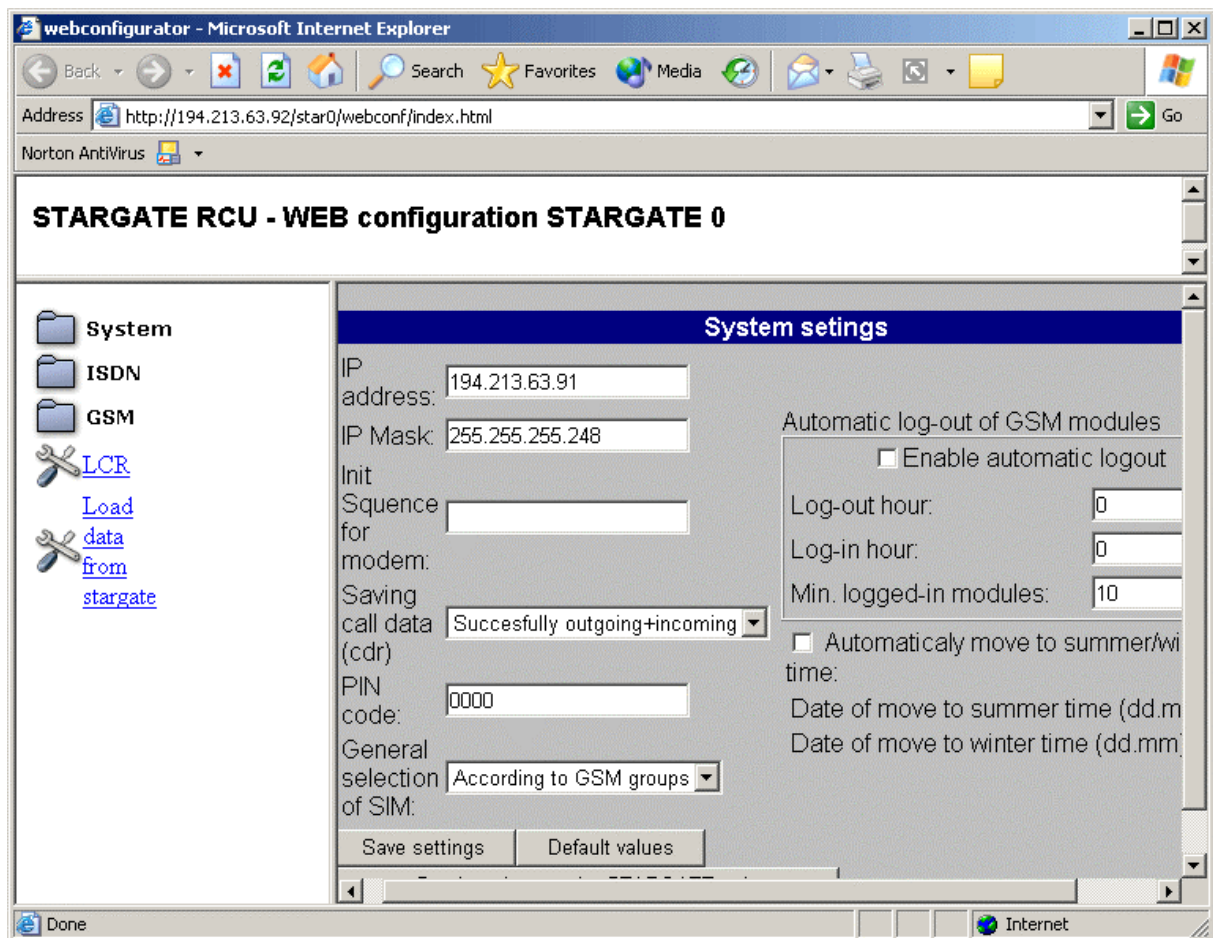 webconfigurator - Microsoft Internet Explorer
Back Search Favorites Media
Address http://194.213.63.92/star0/webconf/index.html Go
Norton AntiVirus
STARGATE RCU - WEB configuration STARGATE 0
System
ISDN
GSM
LCR
Load
data
from
stargate
System setings
IP
address: 194.213.63.91
IP Mask: 255.255.255.248
Init
Squence
for
modem:
Saving
call data
(cdr) Succesfully outgoing+incoming
PIN
code: 0000
General
selection
of SIM: According to GSM groups
Save settings Default values
Automatic log-out of GSM modules
Enable automatic logout
Log-out hour: 0
Log-in hour: 0
Min. logged-in modules: 10
Automaticaly move to summer/wi
time:
Date of move to summer time (dd.m
Date of move to winter time (dd.mm
Done Internet